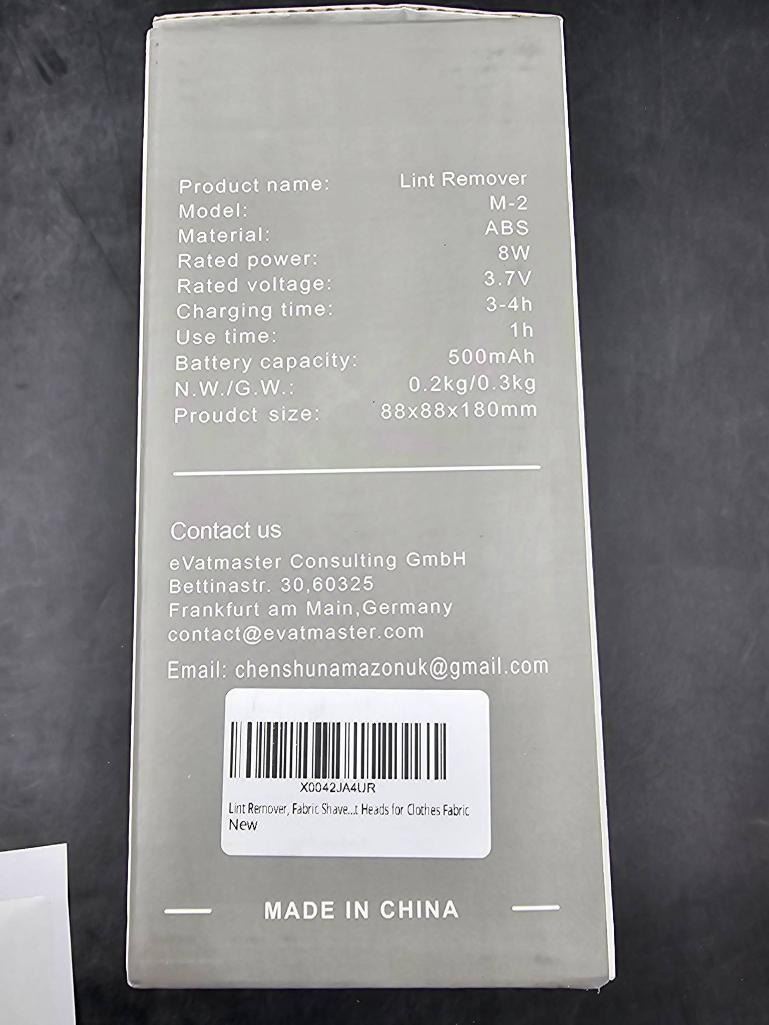 Product name: Lint Remover
Model: M-2
Material: ABS
Rated power: 8W
Rated voltage: 3.7V
Charging time: 3-4h
Use time: 1h
Battery capacity: 500mAh
N.W./G.W.: 0.2kg/0.3kg
Proudct size: 88x88x180mm
Contact us
eVatmaster Consulting GmbH
Bettinastr. 30,60325
Frankfurt am Main,Germany
contact@evatmaster.com
Email: chenshunamazonuk@gmail.com
X0042JA4UR
Lint Remover, Fabric Shave...t Heads for Clothes Fabric
New
MADE IN CHINA